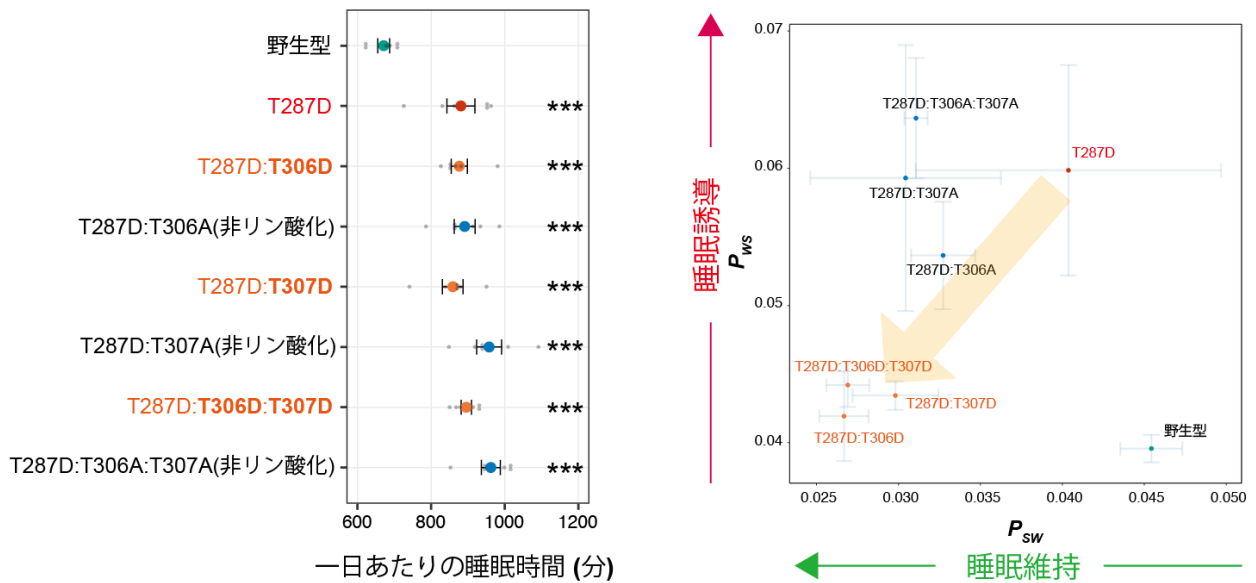 野生型
T287D
T287D:T306D
T287D:T306A(非リン酸化)
T287D:T307D
T287D:T307A(非リン酸化)
T287D:T306D:T307D
T287D:T306A:T307A(非リン酸化)
***
***
***
***
***
***
***
600
800
1000
1200
一日あたりの睡眠時間 (分)
睡眠誘導
PWS
0.07
0.06
0.05
0.04
T287D:T306A:T307A
T287D
T287D:T307A
T287D:T306A
T287D:T306D:T307D
T287D:T307D
T287D:T306D
野生型
0.025
0.030
0.035
0.040
0.045
0.050
PSW
睡眠維持